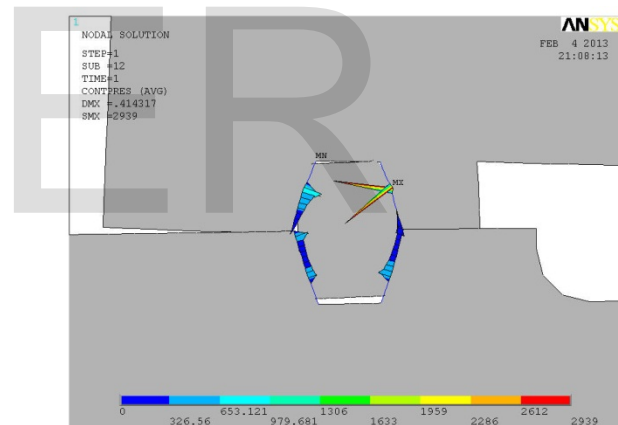 1
NODAL SOLUTION
STEP=1
SUB =12
TIME=1
CONTPRES (AVG)
DMX =.414317
SMX =2939
ANSYS
FEB 4 2013
21:08:13
ER
MN
MX
0 326.56 653.121 979.681 1306 1633 1959 2286 2612 2939